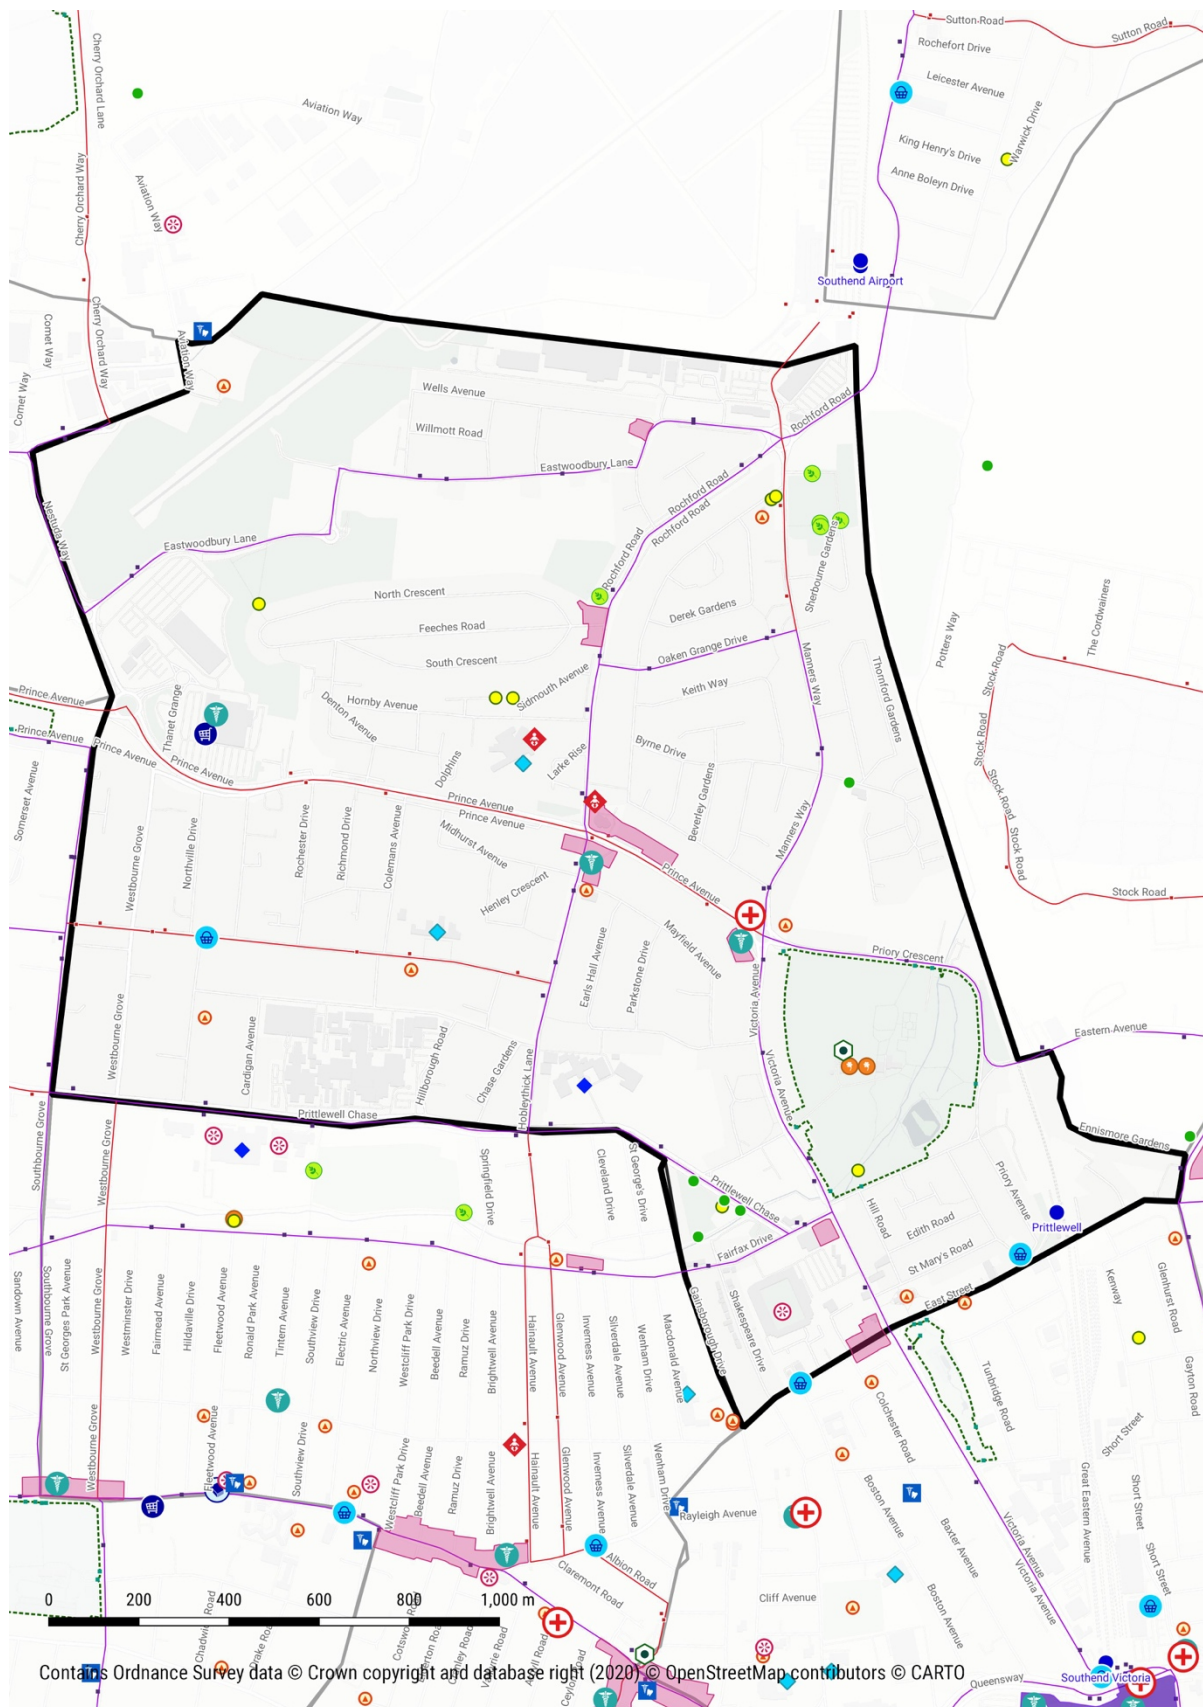 Sutton Road
Sutton Road
Rochefort Drive
Leicester Avenue
Cherry Orchard Lane
Aviation Way
Warwick Drive
King Henry's Drive
Anne Boleyn Drive
Cherry Orchard Way
Aviation Way
Southend Airport
Comet Way
Cherry Orchard Way
Aviation Way
Comet Way
Wells Avenue
Willmott Road
Rochford Road
Eastwoodbury Lane
Rochford Road
Rochford Road
Nestuda Way
Eastwoodbury Lane
Rochford Road
Sherbourne Gardens
North Crescent
Derek Gardens
Feeches Road
Potters Way
The Cordwainers
Oaken Grange Drive
South Crescent
Stock Road
Manners Way
Sidmouth Avenue
Keith Way
Thornford Gardens
Prince Avenue
Hornby Avenue
Denton Avenue
Thanet Grange
Stock Road
Prince Avenue
Prince Avenue
Byrne Drive
Larke Rise
Dolphins
Prince Avenue
Somerset Avenue
Beverley Gardens
Stock Road
Prince Avenue
Prince Avenue
Manners Way
Midhurst Avenue
Northville Drive
Rochester Drive
Richmond Drive
Colemans Avenue
Westbourne Grove
Stock Road
Prince Avenue
Stock Road
Henley Crescent
Mayfield Avenue
Priory Crescent
Earls Hall Avenue
Parkstone Drive
Victoria Avenue
Westbourne Grove
Eastern Avenue
Cardigan Avenue
Hillborough Road
Chase Gardens
Hobleythick Lane
Victoria Avenue
Prittlewell Chase
Ennismore Gardens
Southbourne Grove
Westbourne Grove
Springfield Drive
Cleveland Drive
St George's Drive
Prittlewell Chase
Priory Avenue
Hill Road
Prittlewell
Edith Road
Fairfax Drive
St Mary's Road
Sandown Avenue
Southbourne Grove
St Georges Park Avenue
Westbourne Grove
Westminster Drive
Fairmead Avenue
Hildaville Drive
Fleetwood Avenue
Ronald Park Avenue
Tintern Avenue
Southview Drive
Electric Avenue
Northview Drive
Westcliff Park Drive
Beedell Avenue
Ramuz Drive
Brightwell Avenue
Hainault Avenue
Glenwood Avenue
Inverness Avenue
Silverdale Avenue
Wenham Drive
Macdonald Avenue
Gainsborough Drive
Shakespeare Drive
East Street
Kenway
Glenhurst Road
Gayton Road
Tunbridge Road
Colchester Road
Westbourne Grove
Fleetwood Avenue
Southview Drive
Westcliff Park Drive
Beedell Avenue
Ramuz Drive
Brightwell Avenue
Hainault Avenue
Glenwood Avenue
Inverness Avenue
Silverdale Avenue
Wenham Drive
Short Street
Rayleigh Avenue
Boston Avenue
Baxter Avenue
Victoria Avenue
Great Eastern Avenue
Short Street
Short Street
Albion Road
Claremont Road
Cliff Avenue
Boston Avenue
Victoria Avenue
0 200 400 600 800 1,000 m
Chadwick Road
Drake Road
Queensway
Southend Victoria
Contains Ordnance Survey data © Crown copyright and database right (2020), © OpenStreetMap contributors © CARTO